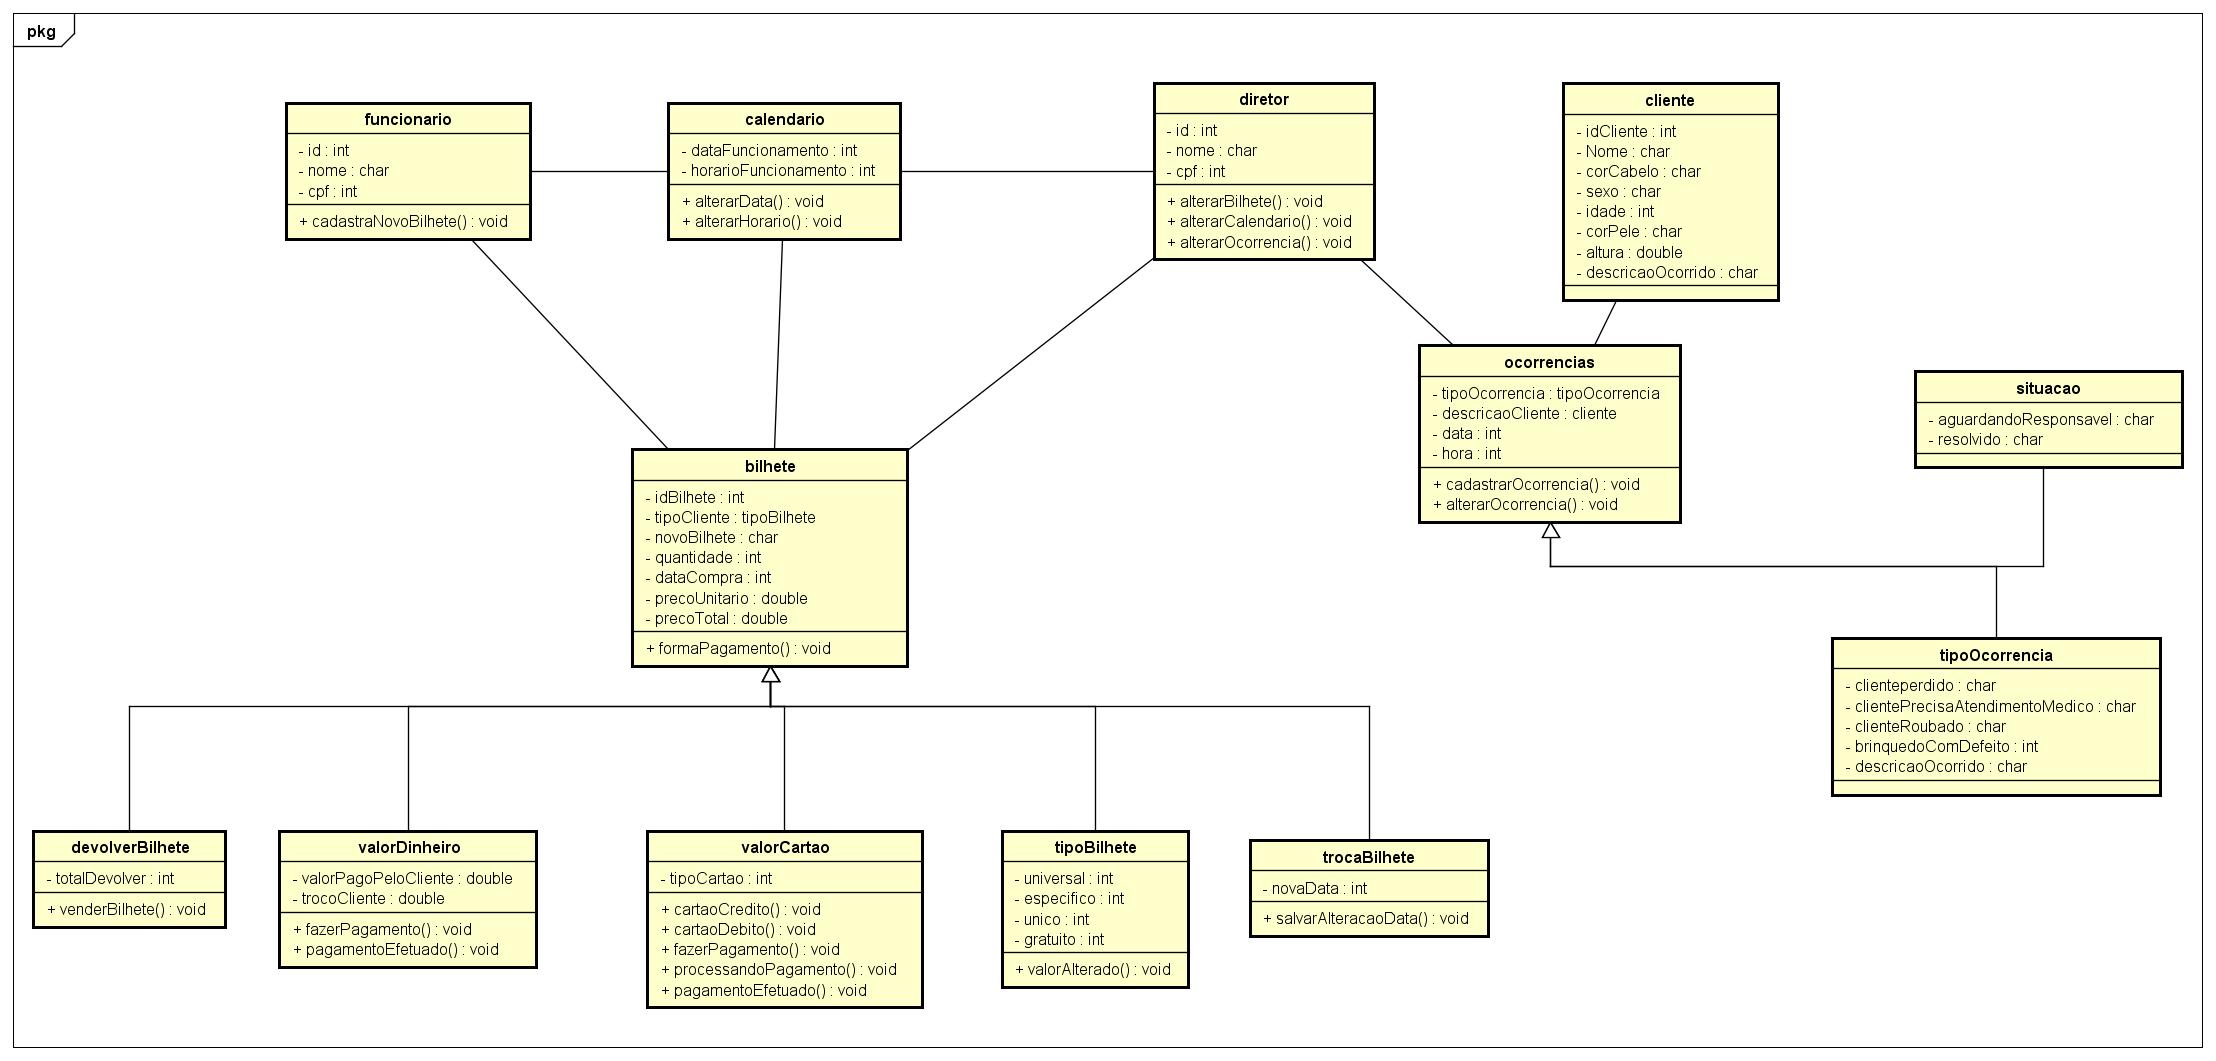 pkg
funcionario
- id : int
- nome : char
- cpf : int
+ cadastraNovoBilhete() : void
calendario
- dataFuncionamento : int
- horarioFuncionamento : int
+ alterarData() : void
+ alterarHorario() : void
diretor
- id : int
- nome : char
- cpf : int
+ alterarBilhete() : void
+ alterarCalendario() : void
+ alterarOcorrencia() : void
cliente
- idCliente : int
- Nome : char
- corCabelo : char
- sexo : char
- idade : int
- corPele : char
- altura : double
- descricaoOcorrido : char
ocorrencias
- tipoOcorrencia : tipoOcorrencia
- descricaoCliente : cliente
- data : int
- hora : int
+ cadastrarOcorrencia() : void
+ alterarOcorrencia() : void
situacao
- aguardandoResponsavel : char
- resolvido : char
bilhete
- idBilhete : int
- tipoCliente : tipoBilhete
- novoBilhete : char
- quantidade : int
- dataCompra : int
- precoUnitario : double
- precoTotal : double
+ formaPagamento() : void
tipoOcorrencia
- clienteperdido : char
- clientePrecisaAtendimentoMedico : char
- clienteRoubado : char
- brinquedoComDefeito : int
- descricaoOcorrido : char
devolverBilhete
- totalDevolver : int
+ venderBilhete() : void
valorDinheiro
- valorPagoPeloCliente : double
- trocoCliente : double
+ fazerPagamento() : void
+ pagamentoEfetuado() : void
valorCartao
- tipoCartao : int
+ cartaoCredito() : void
+ cartaoDebito() : void
+ fazerPagamento() : void
+ processandoPagamento() : void
+ pagamentoEfetuado() : void
tipoBilhete
- universal : int
- especifico : int
- unico : int
- gratuito : int
+ valorAlterado() : void
trocaBilhete
- novaData : int
+ salvarAlteracaoData() : void